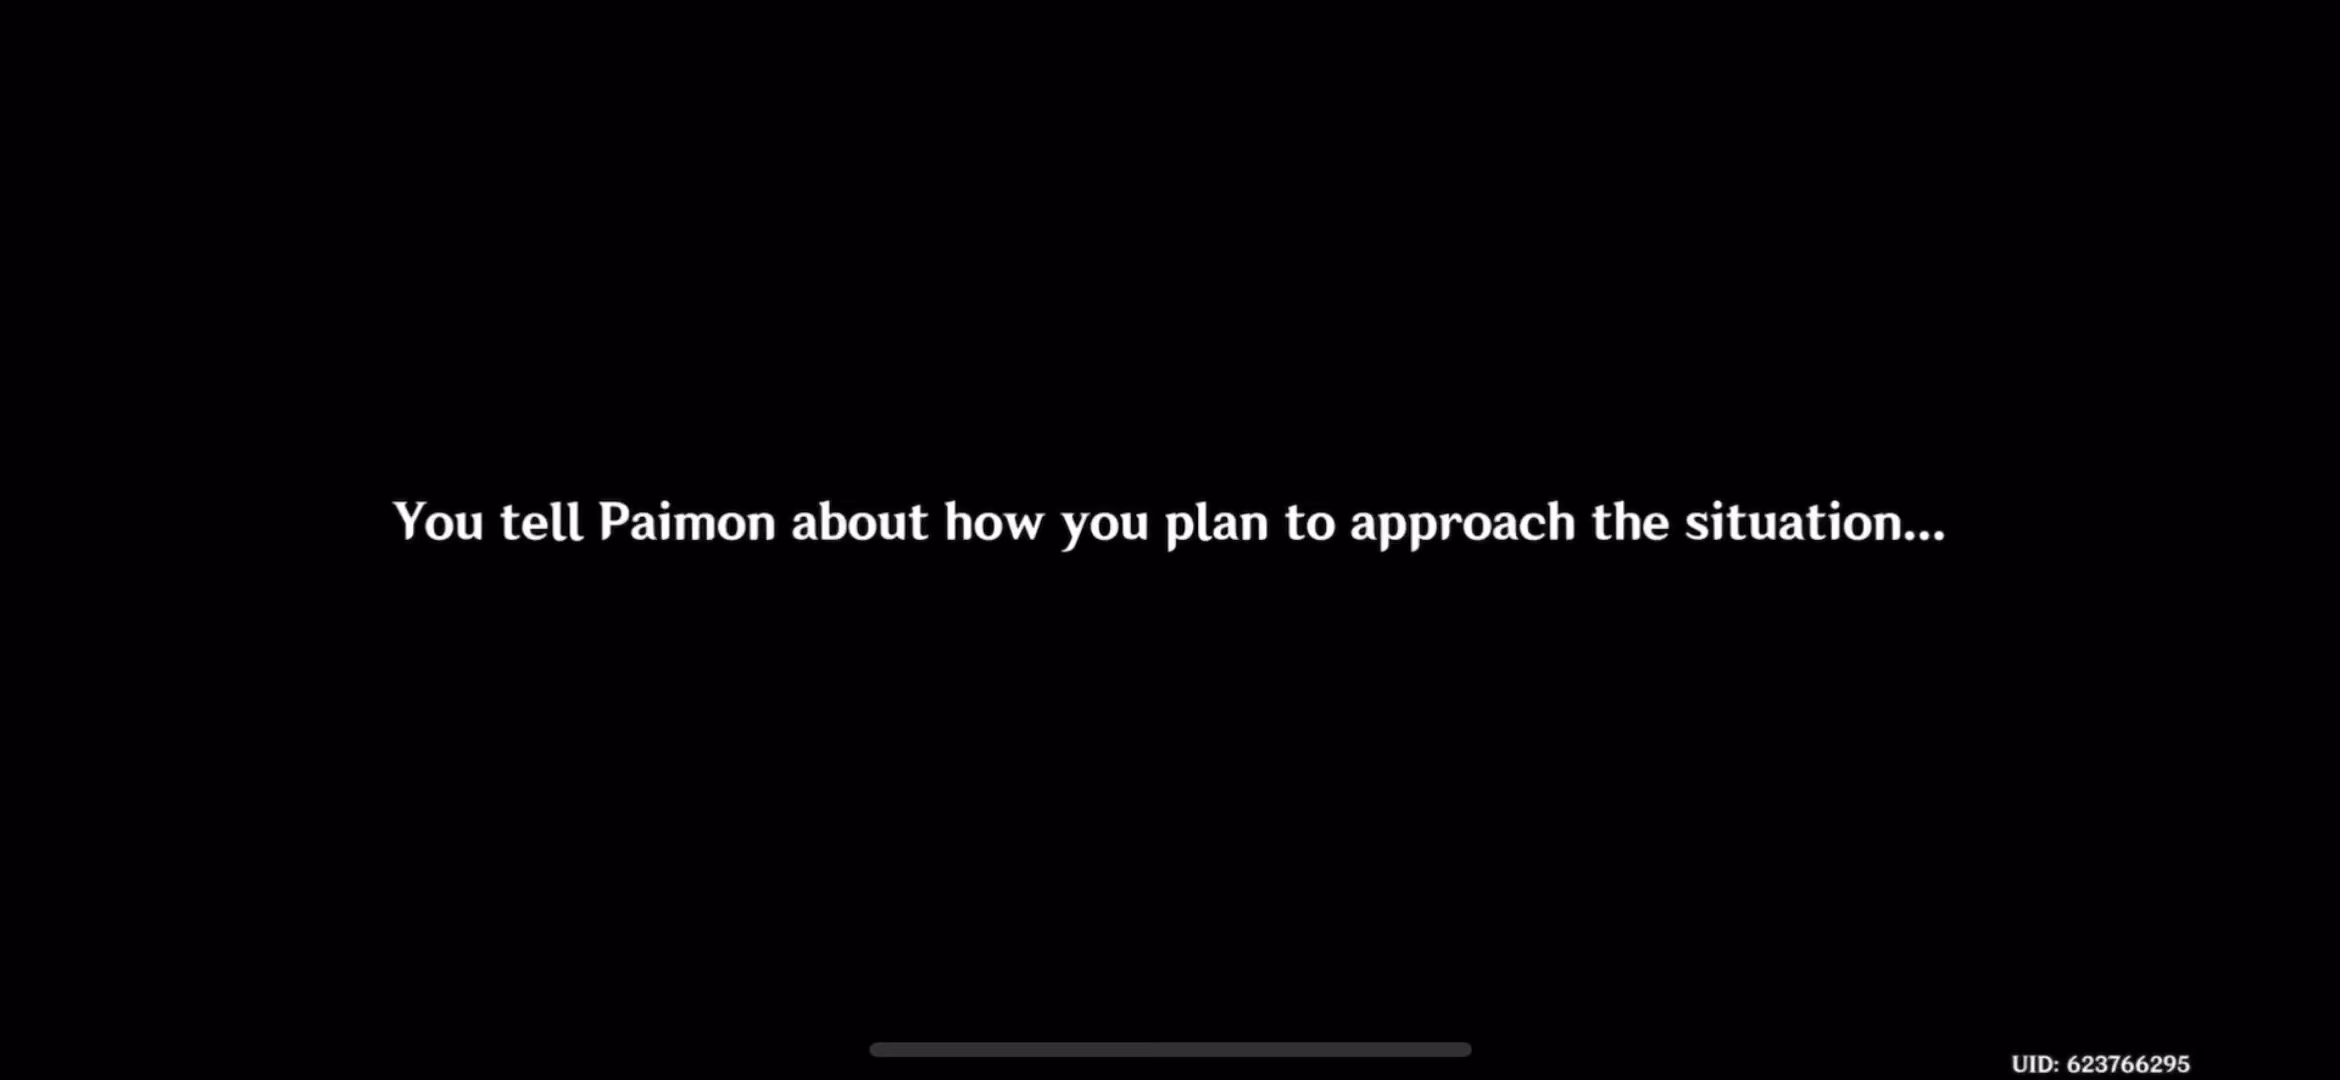 You tell Paimon about how you plan to approach the situation...
UID: 623766295